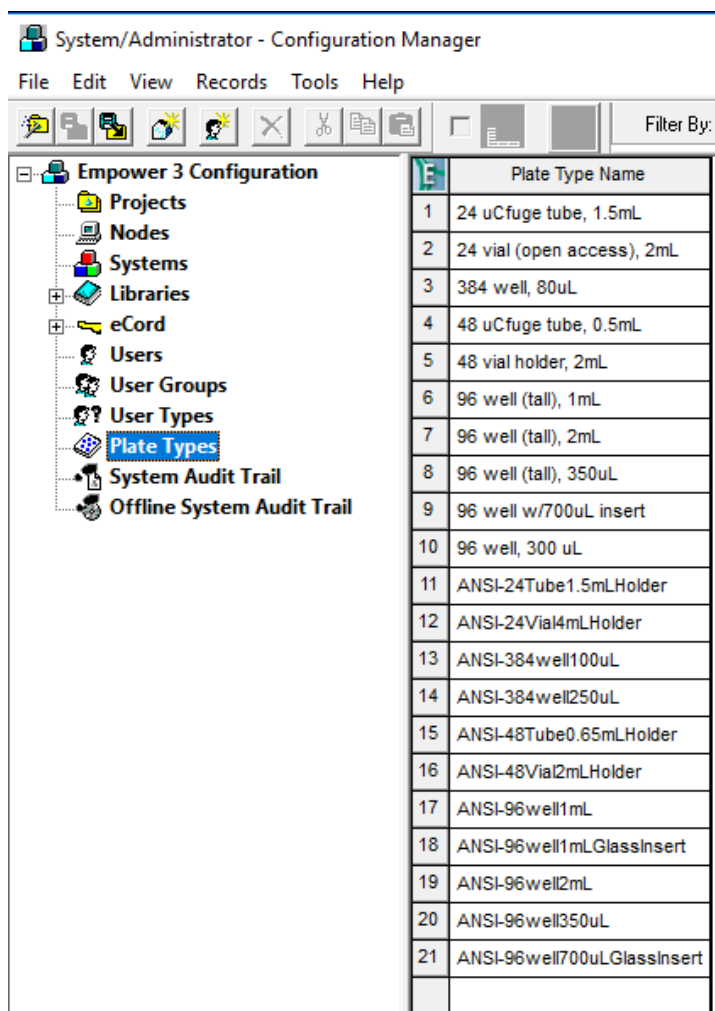 System/Administrator - Configuration Manager
File Edit View Records Tools Help
Filter By:
Empower 3 Configuration
Projects
Nodes
Systems
Libraries
eCord
Users
User Groups
User Types
Plate Types
System Audit Trail
Offline System Audit Trail
Plate Type Name
1 24 uCfuge tube, 1.5mL
2 24 vial (open access), 2mL
3 384 well, 80uL
4 48 uCfuge tube, 0.5mL
5 48 vial holder, 2mL
6 96 well (tall), 1mL
7 96 well (tall), 2mL
8 96 well (tall), 350uL
9 96 well w/700uL insert
10 96 well, 300 uL
11 ANSI-24Tube1.5mLHolder
12 ANSI-24Vial4mLHolder
13 ANSI-384well100uL
14 ANSI-384well250uL
15 ANSI-48Tube0.65mLHolder
16 ANSI-48Vial2mLHolder
17 ANSI-96well1mL
18 ANSI-96well1mLGlassInsert
19 ANSI-96well2mL
20 ANSI-96well350uL
21 ANSI-96well700uLGlassInsert